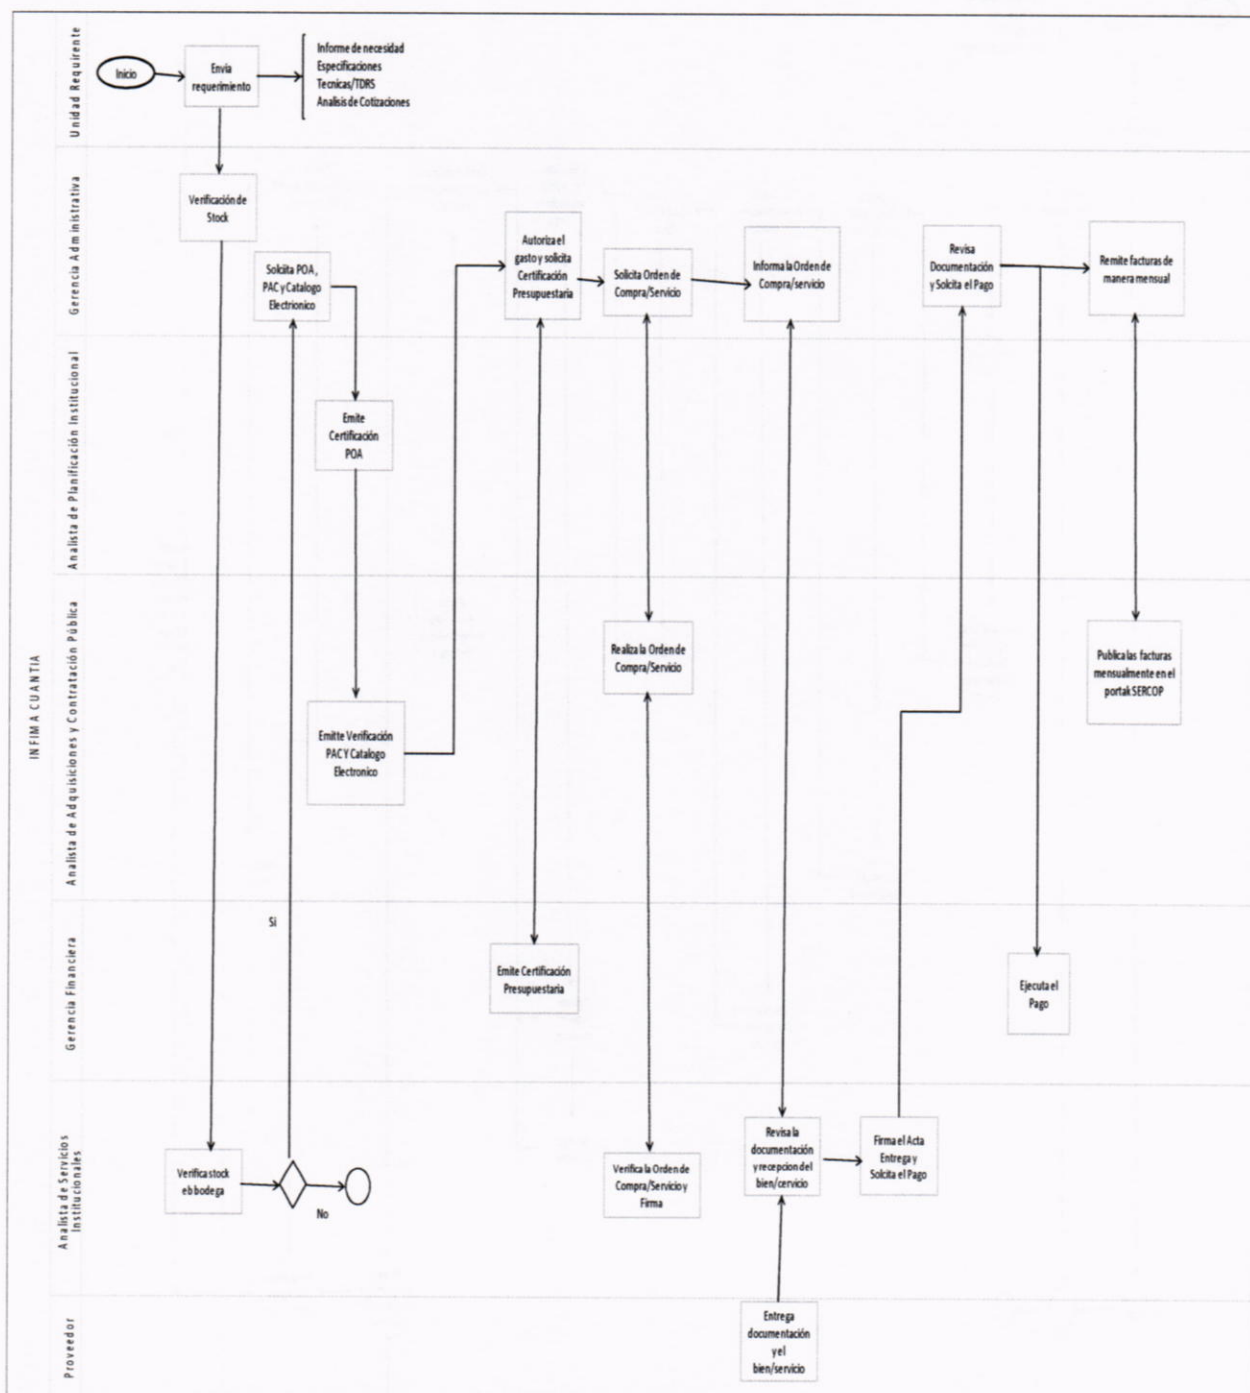 INFIMA CUANTIA
Unidad Requirente
Inicio
Envia
requerimiento
Informe de necesidad
Especificaciones
Tecnicas/TDRS
Analisis de Cotizaciones
Gerencia Administrativa
Verificación de
Stock
Solciita POA,
PAC y Catalogo
Electrionico
Autoriza el
gasto y solicita
Certificación
Presupuestaria
Solicita Orden de
Compra/Servicio
Informa la Orden de
Compra/servicio
Revisa
Documentación
y Solcita el Pago
Remite facturas de
manera mensual
Analista de Planificación Institucional
Emite
Certificación
POA
Analista de Adquisiciones y Contratación Pública
Emitte Verificación
PAC Y Catalogo
Electronico
Realiza la Orden de
Compra/Servicio
Publica las facturas
mensualmente en el
portak SERCOP
Gerencia Financiera
Si
Emite Certificación
Presupuestaria
Ejecuta el
Pago
Analista de Servicios
Institucionales
Verifica stock
eb bodega
No
Verifica la Orden de
Compra/Servicio y
Firma
Revisa la
documentación
y recepcion del
bien/cervicio
Firma el Acta
Entrega y
Solcita el Pago
Proveedor
Entrega
documentación
y el
bien/servicio